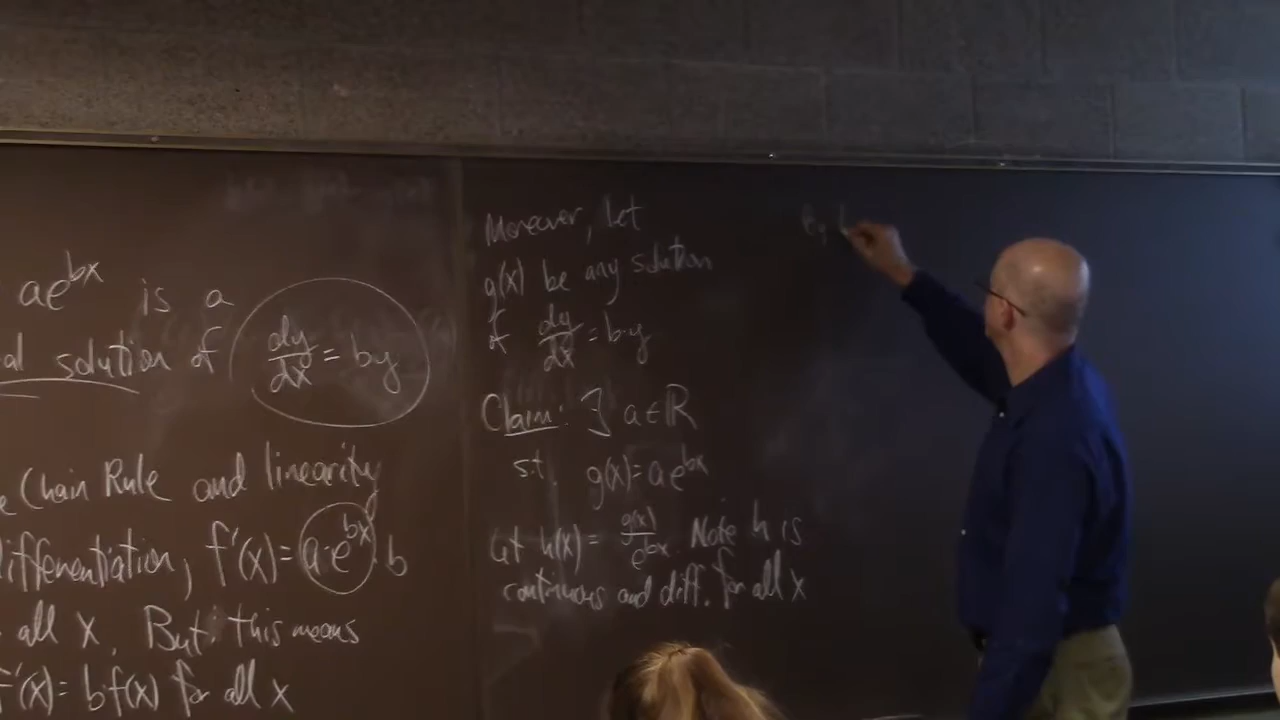 ae^{bx} is a
al solution of dy/dx = by
e Chain Rule and linearity
differentiation, f'(x) = a·e^{bx}·b
all x. But, this means
f'(x) = b·f(x) for all x
Moreover, let
g(x) be any solution
of dy/dx = b·y
Claim: ∃ a ∈ ℝ
s.t. g(x) = ae^{bx}
Let h(x) = g(x)/e^{bx}. Note h is
continuous and diff. for all x
By